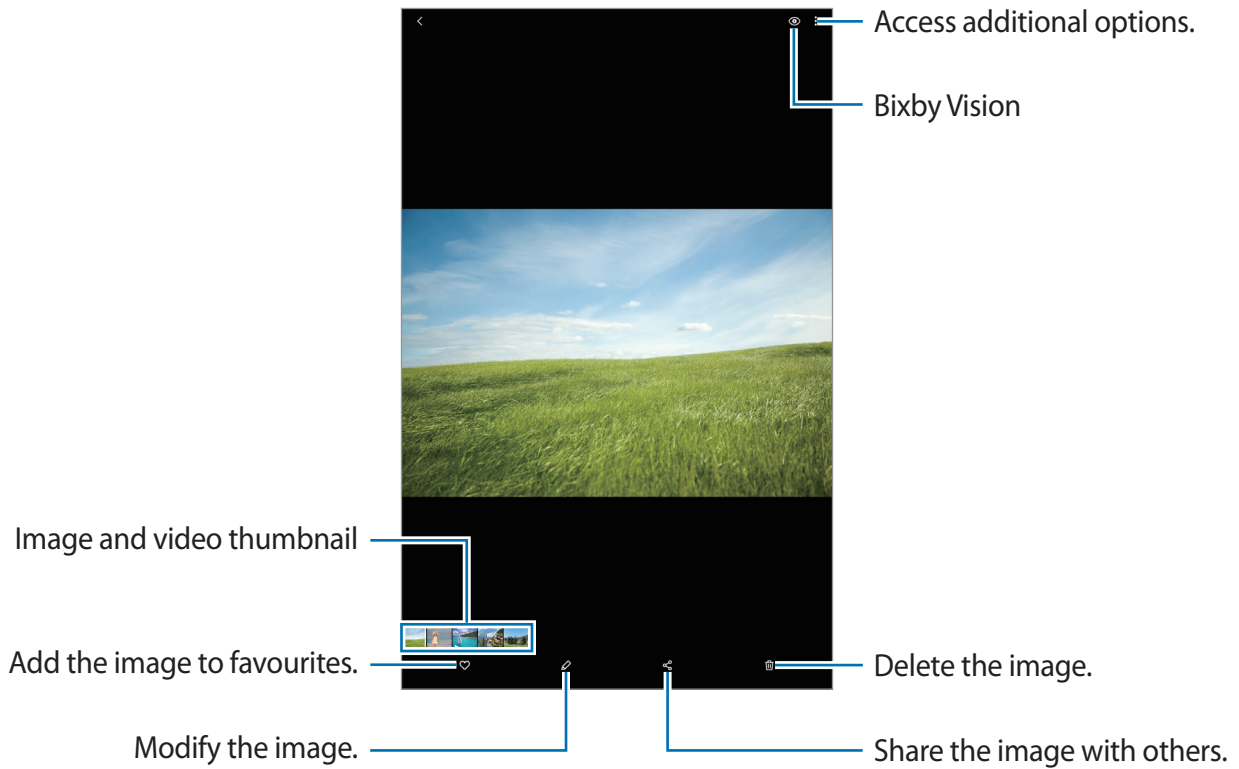 Access additional options.
Bixby Vision
Image and video thumbnail
Add the image to favourites.
Delete the image.
Modify the image.
Share the image with others.